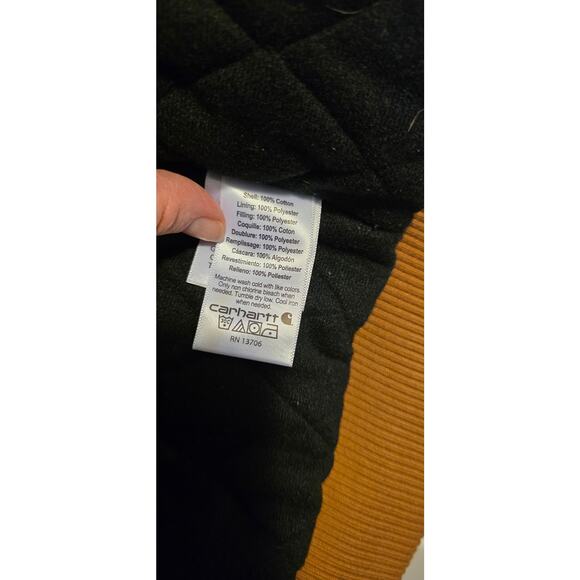 Shell: 100% Cotton
Lining: 100% Polyester
Filling: 100% Polyester
Coquille: 100% Coton
Doublure: 100% Polyester
Remplissage: 100% Polyester
Cáscara: 100% Algodón
Revestimiento: 100% Poliester
Relleno: 100% Poliester
Machine wash cold with like colors.
Only non chlorine bleach when
needed. Tumble dry low. Cool iron
when needed.
carhartt
RN 13706